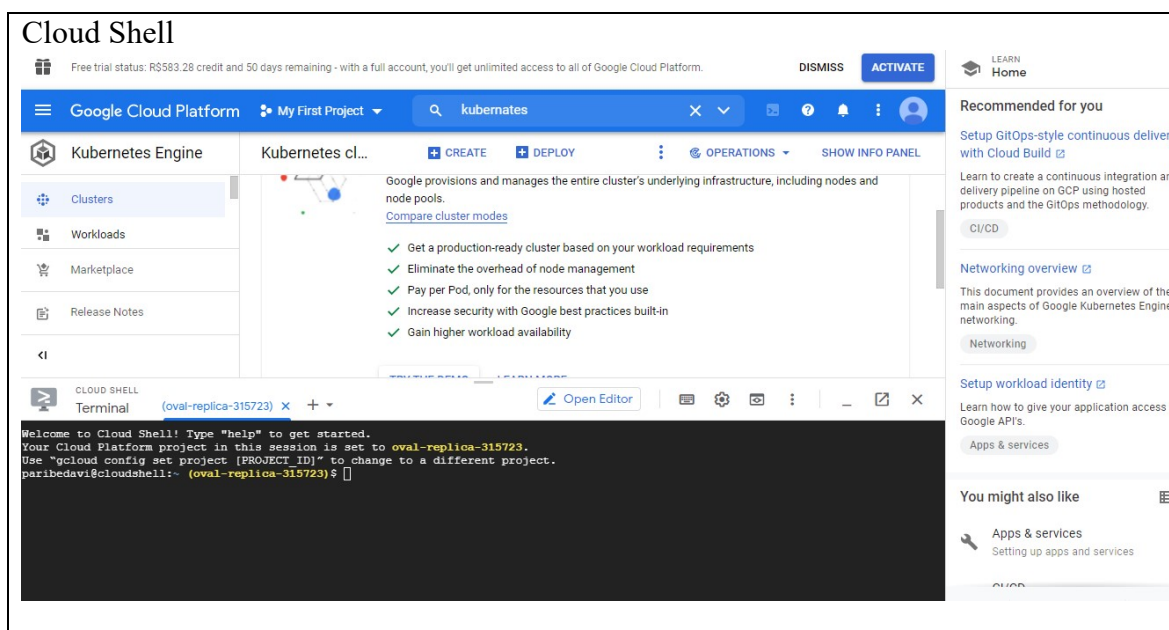 Cloud Shell
Free trial status: R$583.28 credit and 50 days remaining - with a full account, you'll get unlimited access to all of Google Cloud Platform.
DISMISS
ACTIVATE
Google Cloud Platform
My First Project
kubernates
Kubernetes Engine
Kubernetes cl...
CREATE
DEPLOY
OPERATIONS
SHOW INFO PANEL
Clusters
Workloads
Marketplace
Release Notes
Google provisions and manages the entire cluster's underlying infrastructure, including nodes and
node pools.
Compare cluster modes
Get a production-ready cluster based on your workload requirements
Eliminate the overhead of node management
Pay per Pod, only for the resources that you use
Increase security with Google best practices built-in
Gain higher workload availability
CLOUD SHELL
Terminal
(oval-replica-315723)
Open Editor
Welcome to Cloud Shell! Type "help" to get started.
Your Cloud Platform project in this session is set to oval-replica-315723.
Use "gcloud config set project [PROJECT_ID]" to change to a different project.
paribedavi@cloudshell:~ (oval-replica-315723)$
LEARN
Home
Recommended for you
Setup GitOps-style continuous deliver
with Cloud Build
Learn to create a continuous integration an
delivery pipeline on GCP using hosted
products and the GitOps methodology.
CI/CD
Networking overview
This document provides an overview of the
main aspects of Google Kubernetes Engine
networking.
Networking
Setup workload identity
Learn how to give your application access
Google API's.
Apps & services
You might also like
Apps & services
Setting up apps and services